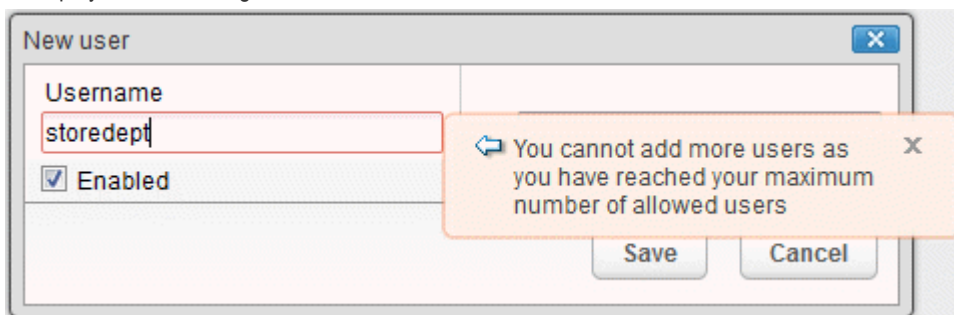 New user
Username
storedept
Enabled
You cannot add more users as
you have reached your maximum
number of allowed users
x
Save
Cancel